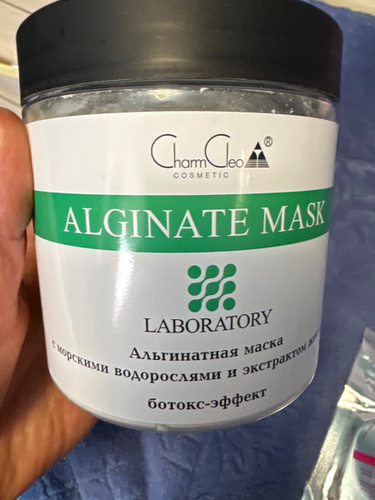 CharmCleo®
COSMETIC
ALGINATE MASK
LABORATORY
Альгинатная маска
с морскими водорослями и экстрактом
ботокс-эффект